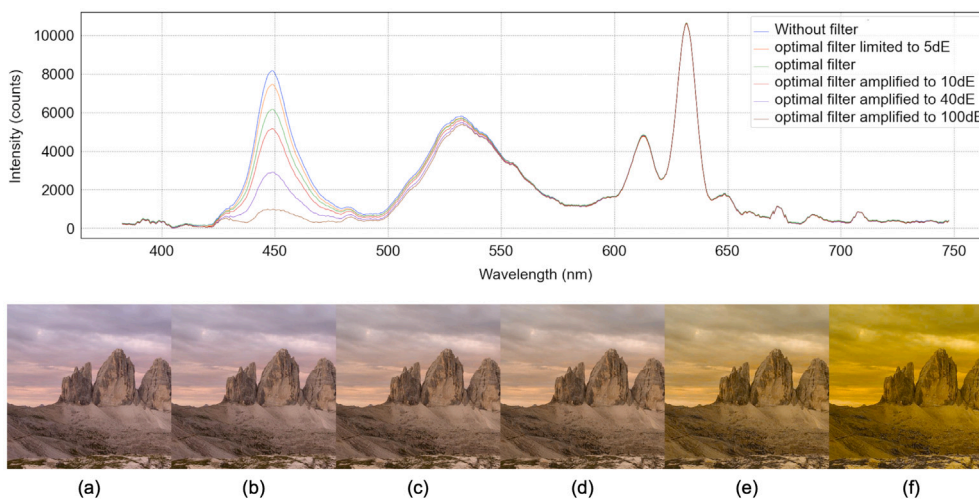 10000
8000
6000
4000
2000
0
Intensity (counts)
Without filter
optimal filter limited to 5dE
optimal filter
optimal filter amplified to 10dE
optimal filter amplified to 40dE
optimal filter amplified to 100dE
400 450 500 550 600 650 700 750
Wavelength (nm)
(a) (b) (c) (d) (e) (f)